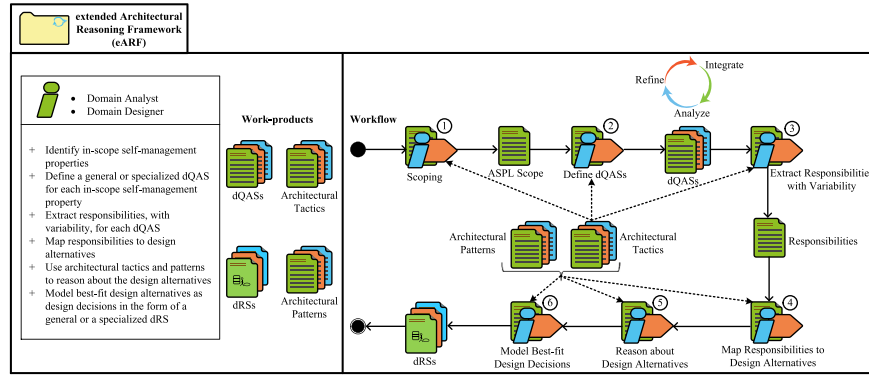 extended Architectural
Reasoning Framework
(eARF)
• Domain Analyst
• Domain Designer
+ Identify in-scope self-management
properties
+ Define a general or specialized dQAS
for each in-scope self-management
property
+ Extract responsibilities, with
variability, for each dQAS
+ Map responsibilities to design
alternatives
+ Use architectural tactics and patterns
to reason about the design alternatives
+ Model best-fit design alternatives as
design decisions in the form of a
general or a specialized dRS
Work-products
dQASs
Architectural
Tactics
dRSs
Architectural
Patterns
Workflow
Refine
Integrate
Analyze
1
Scoping
ASPL Scope
2
Define dQASs
dQASs
3
Extract Responsibilities
with Variability
Architectural
Patterns
Architectural
Tactics
Responsibilities
4
Map Responsibilities to
Design Alternatives
5
Reason about
Design Alternatives
6
Model Best-fit
Design Decisions
dRSs